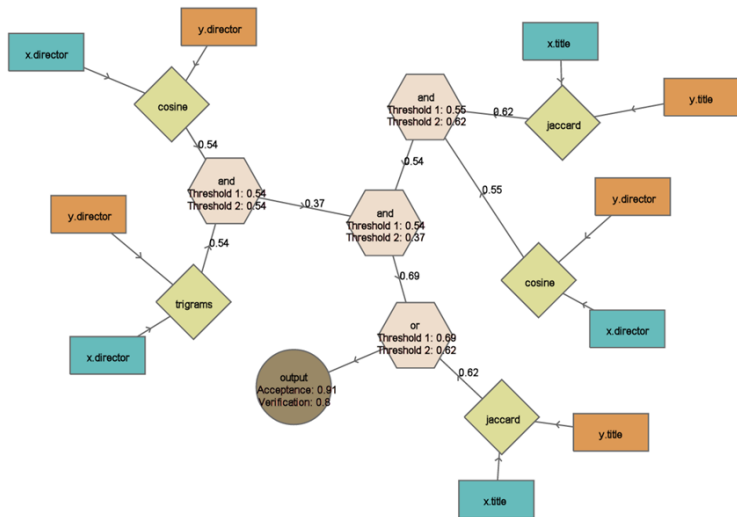 y.director
x.title
x.director
and
Threshold 1: 0.55
Threshold 2: 0.62
0.62
y.title
cosine
jaccard
0.54
0.54
and
Threshold 1: 0.54
Threshold 2: 0.54
0.55
y.director
0.37
and
Threshold 1: 0.54
Threshold 2: 0.37
y.director
0.54
0.69
cosine
trigrams
or
Threshold 1: 0.69
Threshold 2: 0.62
x.director
x.director
output
Acceptance: 0.91
Verification: 0.8
0.62
jaccard
y.title
x.title